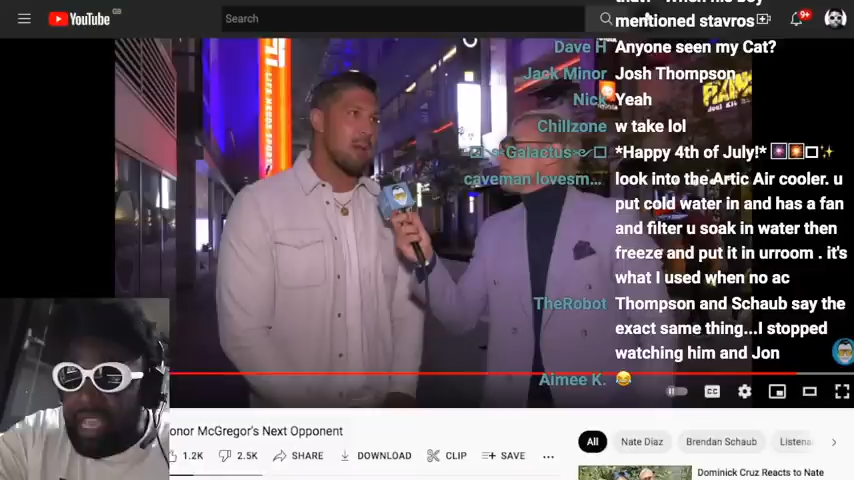 YouTube GB
Search
9+
mentioned stavros
Dave H Anyone seen my Cat?
Jack Minor Josh Thompson
Nick Yeah
Chillzone w take lol
Galactus *Happy 4th of July!* 🎆🎇□✨
caveman lovesm... look into the Artic Air cooler. u
put cold water in and has a fan
and filter u soak in water then
freeze and put it in urroom . it's
what I used when no ac
TheRobot Thompson and Schaub say the
exact same thing...I stopped
watching him and Jon
Aimee K. 😂
onor McGregor's Next Opponent
1.2K 2.5K SHARE DOWNLOAD CLIP SAVE ...
All Nate Diaz Brendan Schaub Listena
Dominick Cruz Reacts to Nate